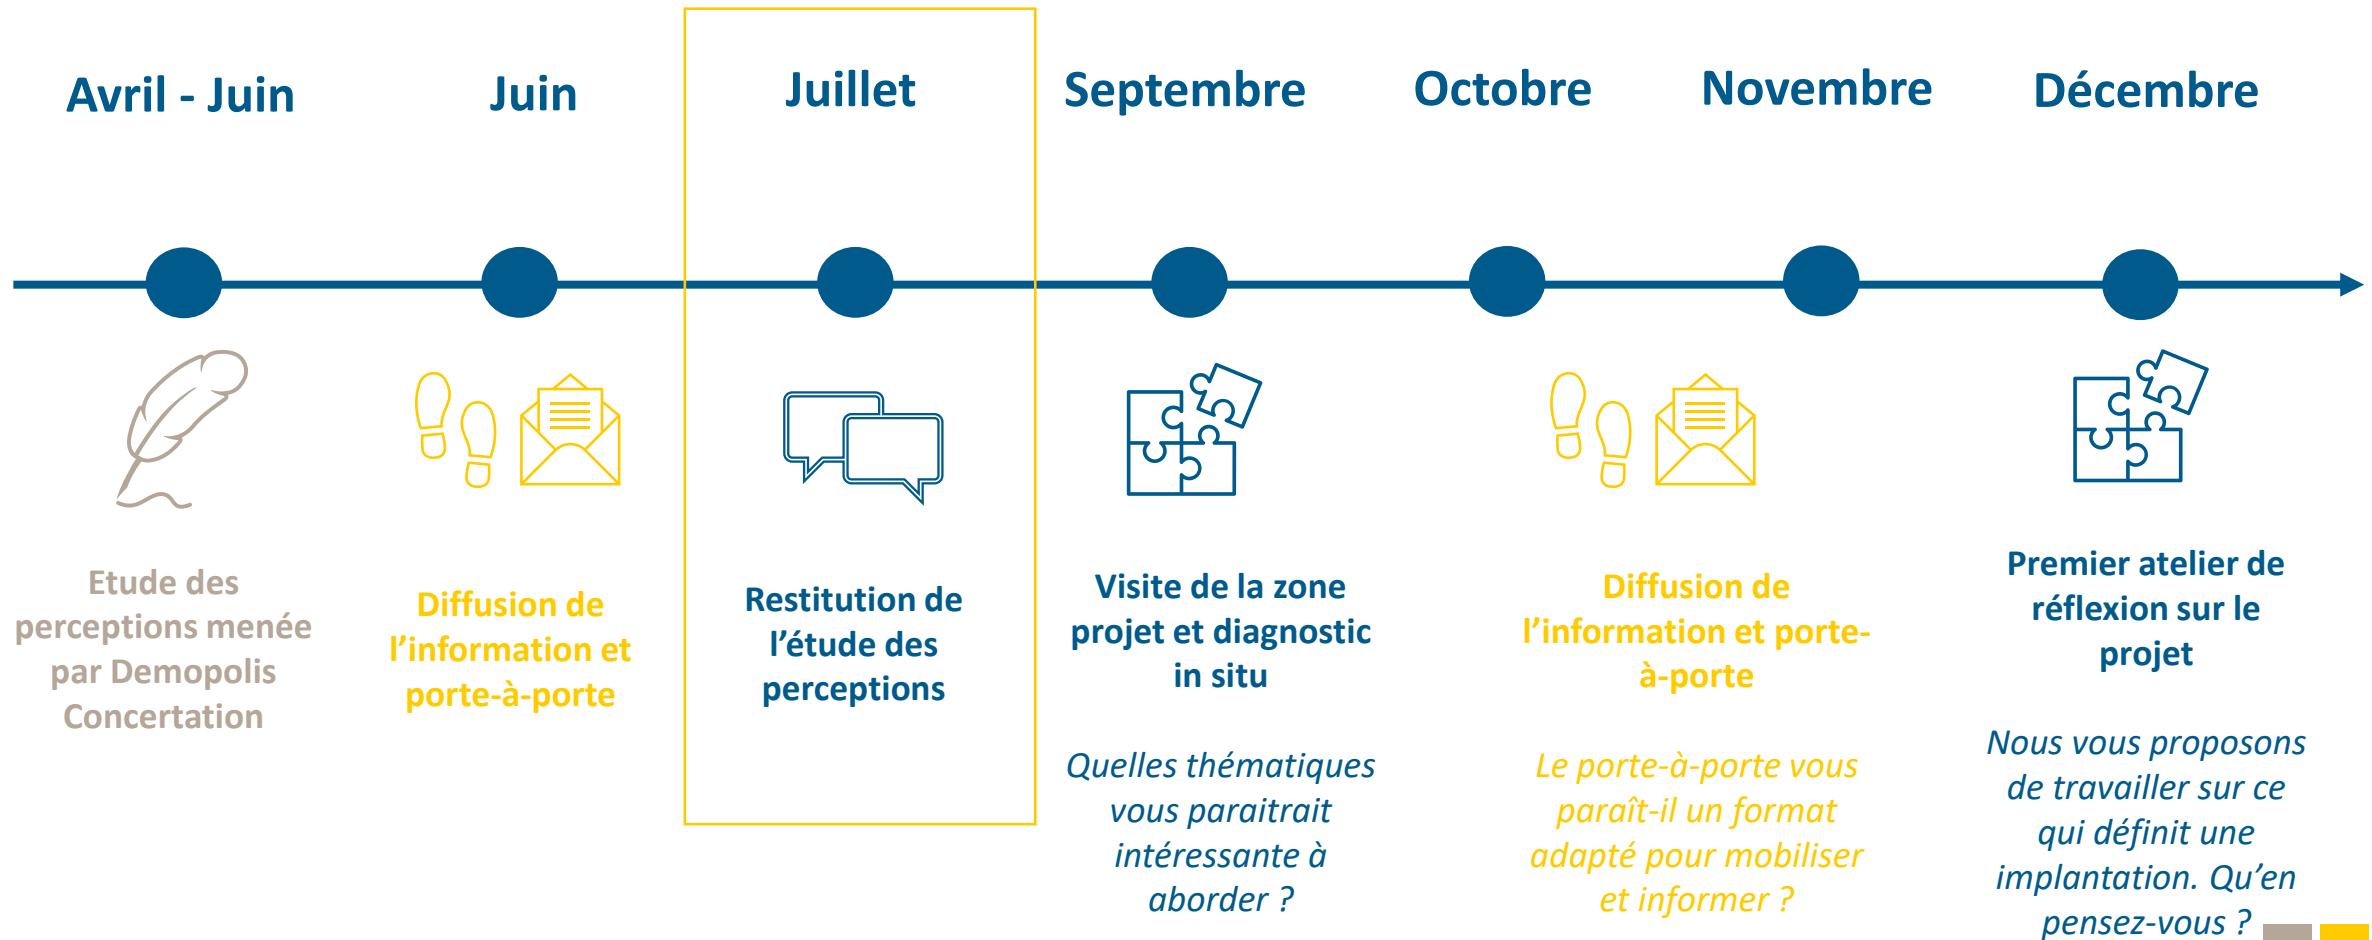 Avril - Juin
Juin
Juillet
Septembre
Octobre
Novembre
Décembre
Etude des
perceptions menée
par Demopolis
Concertation
Diffusion de
l’information et
porte-à-porte
Restitution de
l’étude des
perceptions
Visite de la zone
projet et diagnostic
in situ
Quelles thématiques
vous paraitrait
intéressante à
aborder ?
Diffusion de
l’information et porte-
à-porte
Le porte-à-porte vous
paraît-il un format
adapté pour mobiliser
et informer ?
Premier atelier de
réflexion sur le
projet
Nous vous proposons
de travailler sur ce
qui définit une
implantation. Qu’en
pensez-vous ?